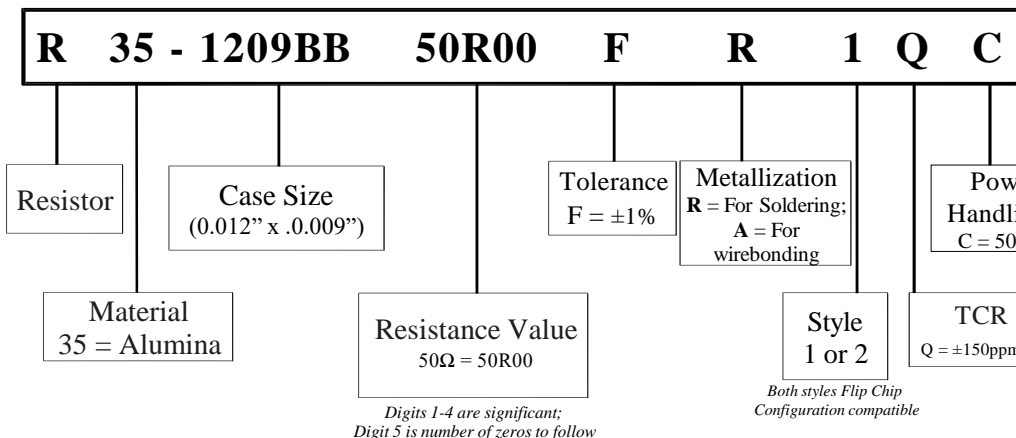 R 35 - 1209BB 50R00 F R 1 Q C
Resistor
Case Size
(0.012” x .0.009”)
Tolerance
F = ±1%
Metallization
R = For Soldering;
A = For
wirebonding
C = 50
Material
35 = Alumina
Resistance Value
50Ω = 50R00
Digits 1-4 are significant;
Digit 5 is number of zeros to follow
Style
1 or 2
Both styles Flip Chip
Configuration compatible
TCR
Q = ±150ppm